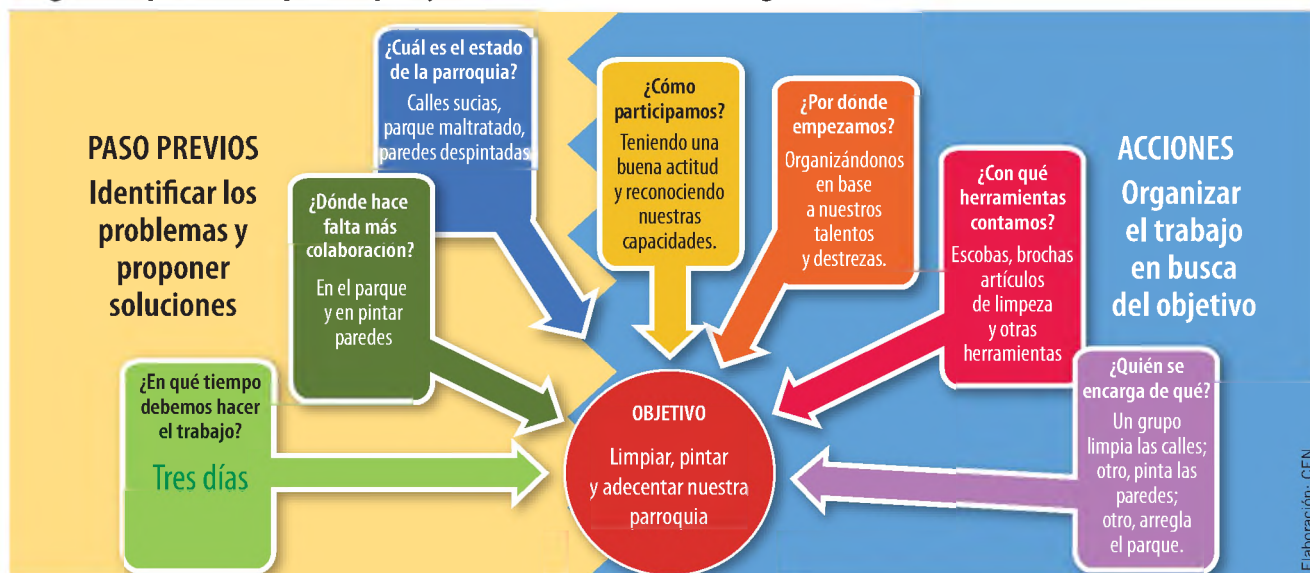 PASO PREVIOS
Identificar los
problemas y
proponer
soluciones
¿En qué tiempo
debemos hacer
el trabajo?
Tres días
¿Dónde hace
falta más
colaboración?
En el parque
y en pintar
paredes
¿Cuál es el estado
de la parroquia?
Calles sucias,
parque maltratado,
paredes despintadas
¿Cómo
participamos?
Teniendo una
buena actitud
y reconociendo
nuestras
capacidades.
¿Por dónde
empezamos?
Organizándonos
en base
a nuestros
talentos
y destrezas.
¿Con qué
herramientas
contamos?
Escobas, brochas
artículos
de limpeza
y otras
herramientas
¿Quién se
encarga de qué?
Un grupo
limpia las calles;
otro, pinta las
paredes;
otro, arregla
el parque.
ACCIONES
Organizar
el trabajo
en busca
del objetivo
OBJETIVO
Limpiar, pintar
y adecentar nuestra
parroquia
Elaboración: CEN